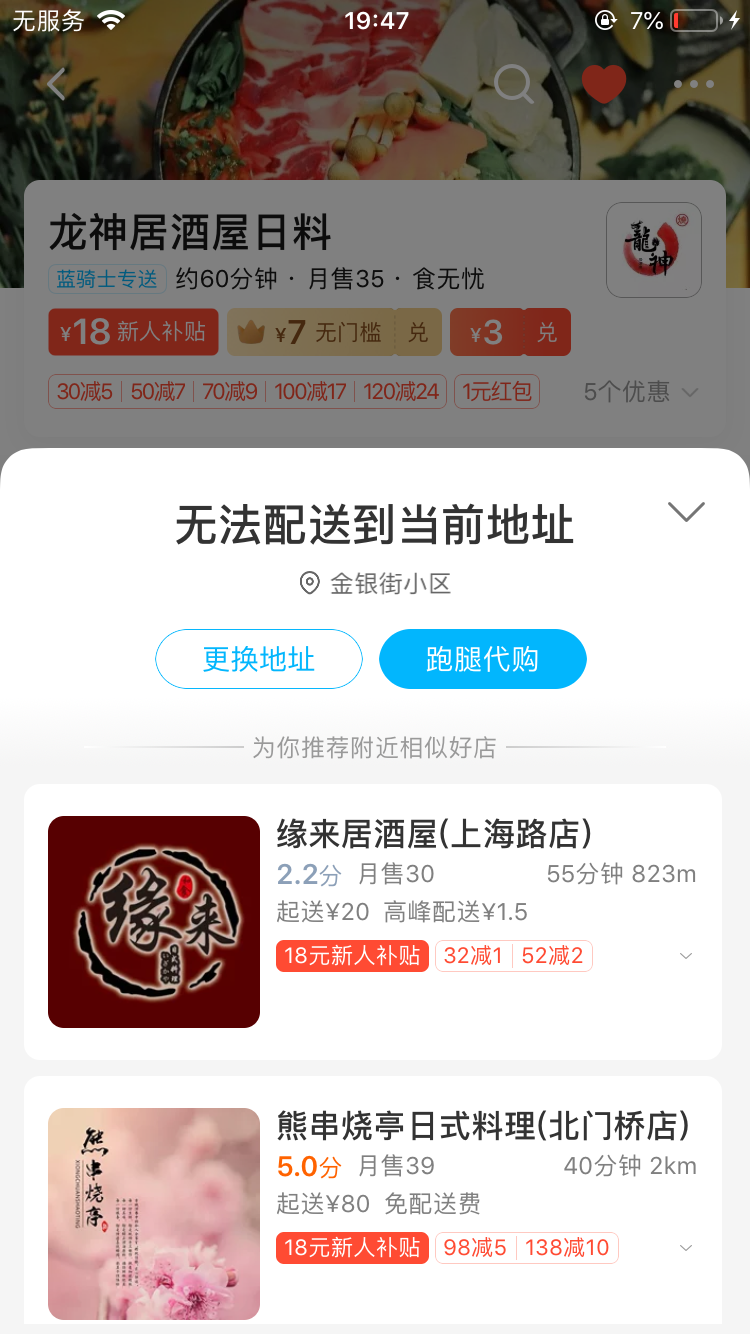 无服务 19:47 7%
龙神居酒屋日料
龍神
蓝骑士专送 约60分钟 · 月售35 · 食无忧
¥18 新人补贴 ¥7 无门槛 兑 ¥3 兑
30减5 50减7 70减9 100减17 120减24 1元红包 5个优惠
无法配送到当前地址
金银街小区
更换地址 跑腿代购
为你推荐附近相似好店
缘来
缘来居酒屋(上海路店)
2.2分 月售30 55分钟 823m
起送¥20 高峰配送¥1.5
18元新人补贴 32减1 52减2
熊串烧亭
XIONGCHUANSHAOTING
熊串烧亭日式料理(北门桥店)
5.0分 月售39 40分钟 2km
起送¥80 免配送费
18元新人补贴 98减5 138减10